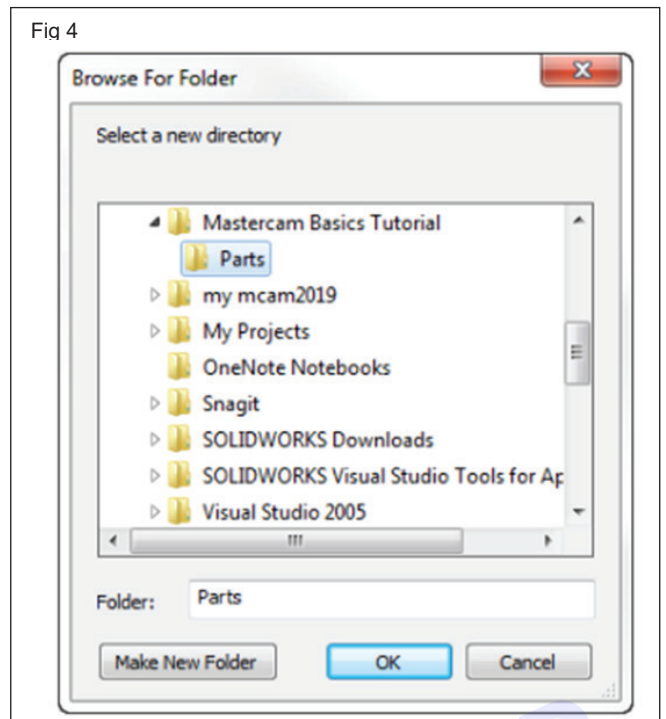 Fig 4
Browse For Folder
Select a new directory
Mastercam Basics Tutorial
Parts
my mcam2019
My Projects
OneNote Notebooks
Snagit
SOLIDWORKS Downloads
SOLIDWORKS Visual Studio Tools for Ap
Visual Studio 2005
Folder: Parts
Make New Folder OK Cancel